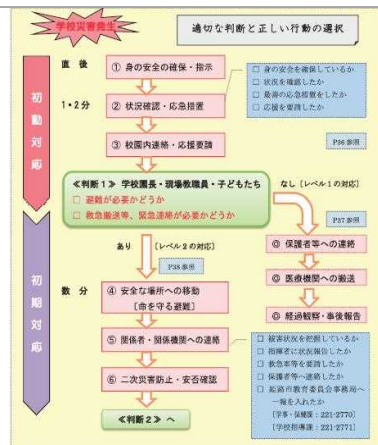 学校災害発生
適切な判断と正しい行動の選択
直後
① 身の安全の確保・指示
□ 身の安全を確保しているか
□ 状況を確認したか
□ 最善の応急措置をしたか
□ 応援を要請したか
初動対応
1・2分
② 状況確認・応急措置
③ 校園内連絡・応援要請
P36 参照
≪判断1≫ 学校園長・現場教職員・子どもたち
□ 避難が必要かどうか
□ 救急搬送等、緊急連絡が必要かどうか
なし〔レベル1の対応〕
P37 参照
あり 〔レベル2の対応〕
P38 参照
◎ 保護者等への連絡
◎ 医療機関への搬送
◎ 経過観察・事後報告
初期対応
数分
④ 安全な場所への移動
〔命を守る避難〕
⑤ 関係者・関係機関への連絡
⑥ 二次災害防止・安否確認
□ 被害状況を把握しているか
□ 指揮者に状況報告したか
□ 救急車等を要請したか
□ 保護者等へ連絡したか
□ 姫路市教育委員会事務局へ
一報を入れたか
〔学事・保健課：221-2770〕
〔学校指導課：221-2771〕
≪判断2≫ へ